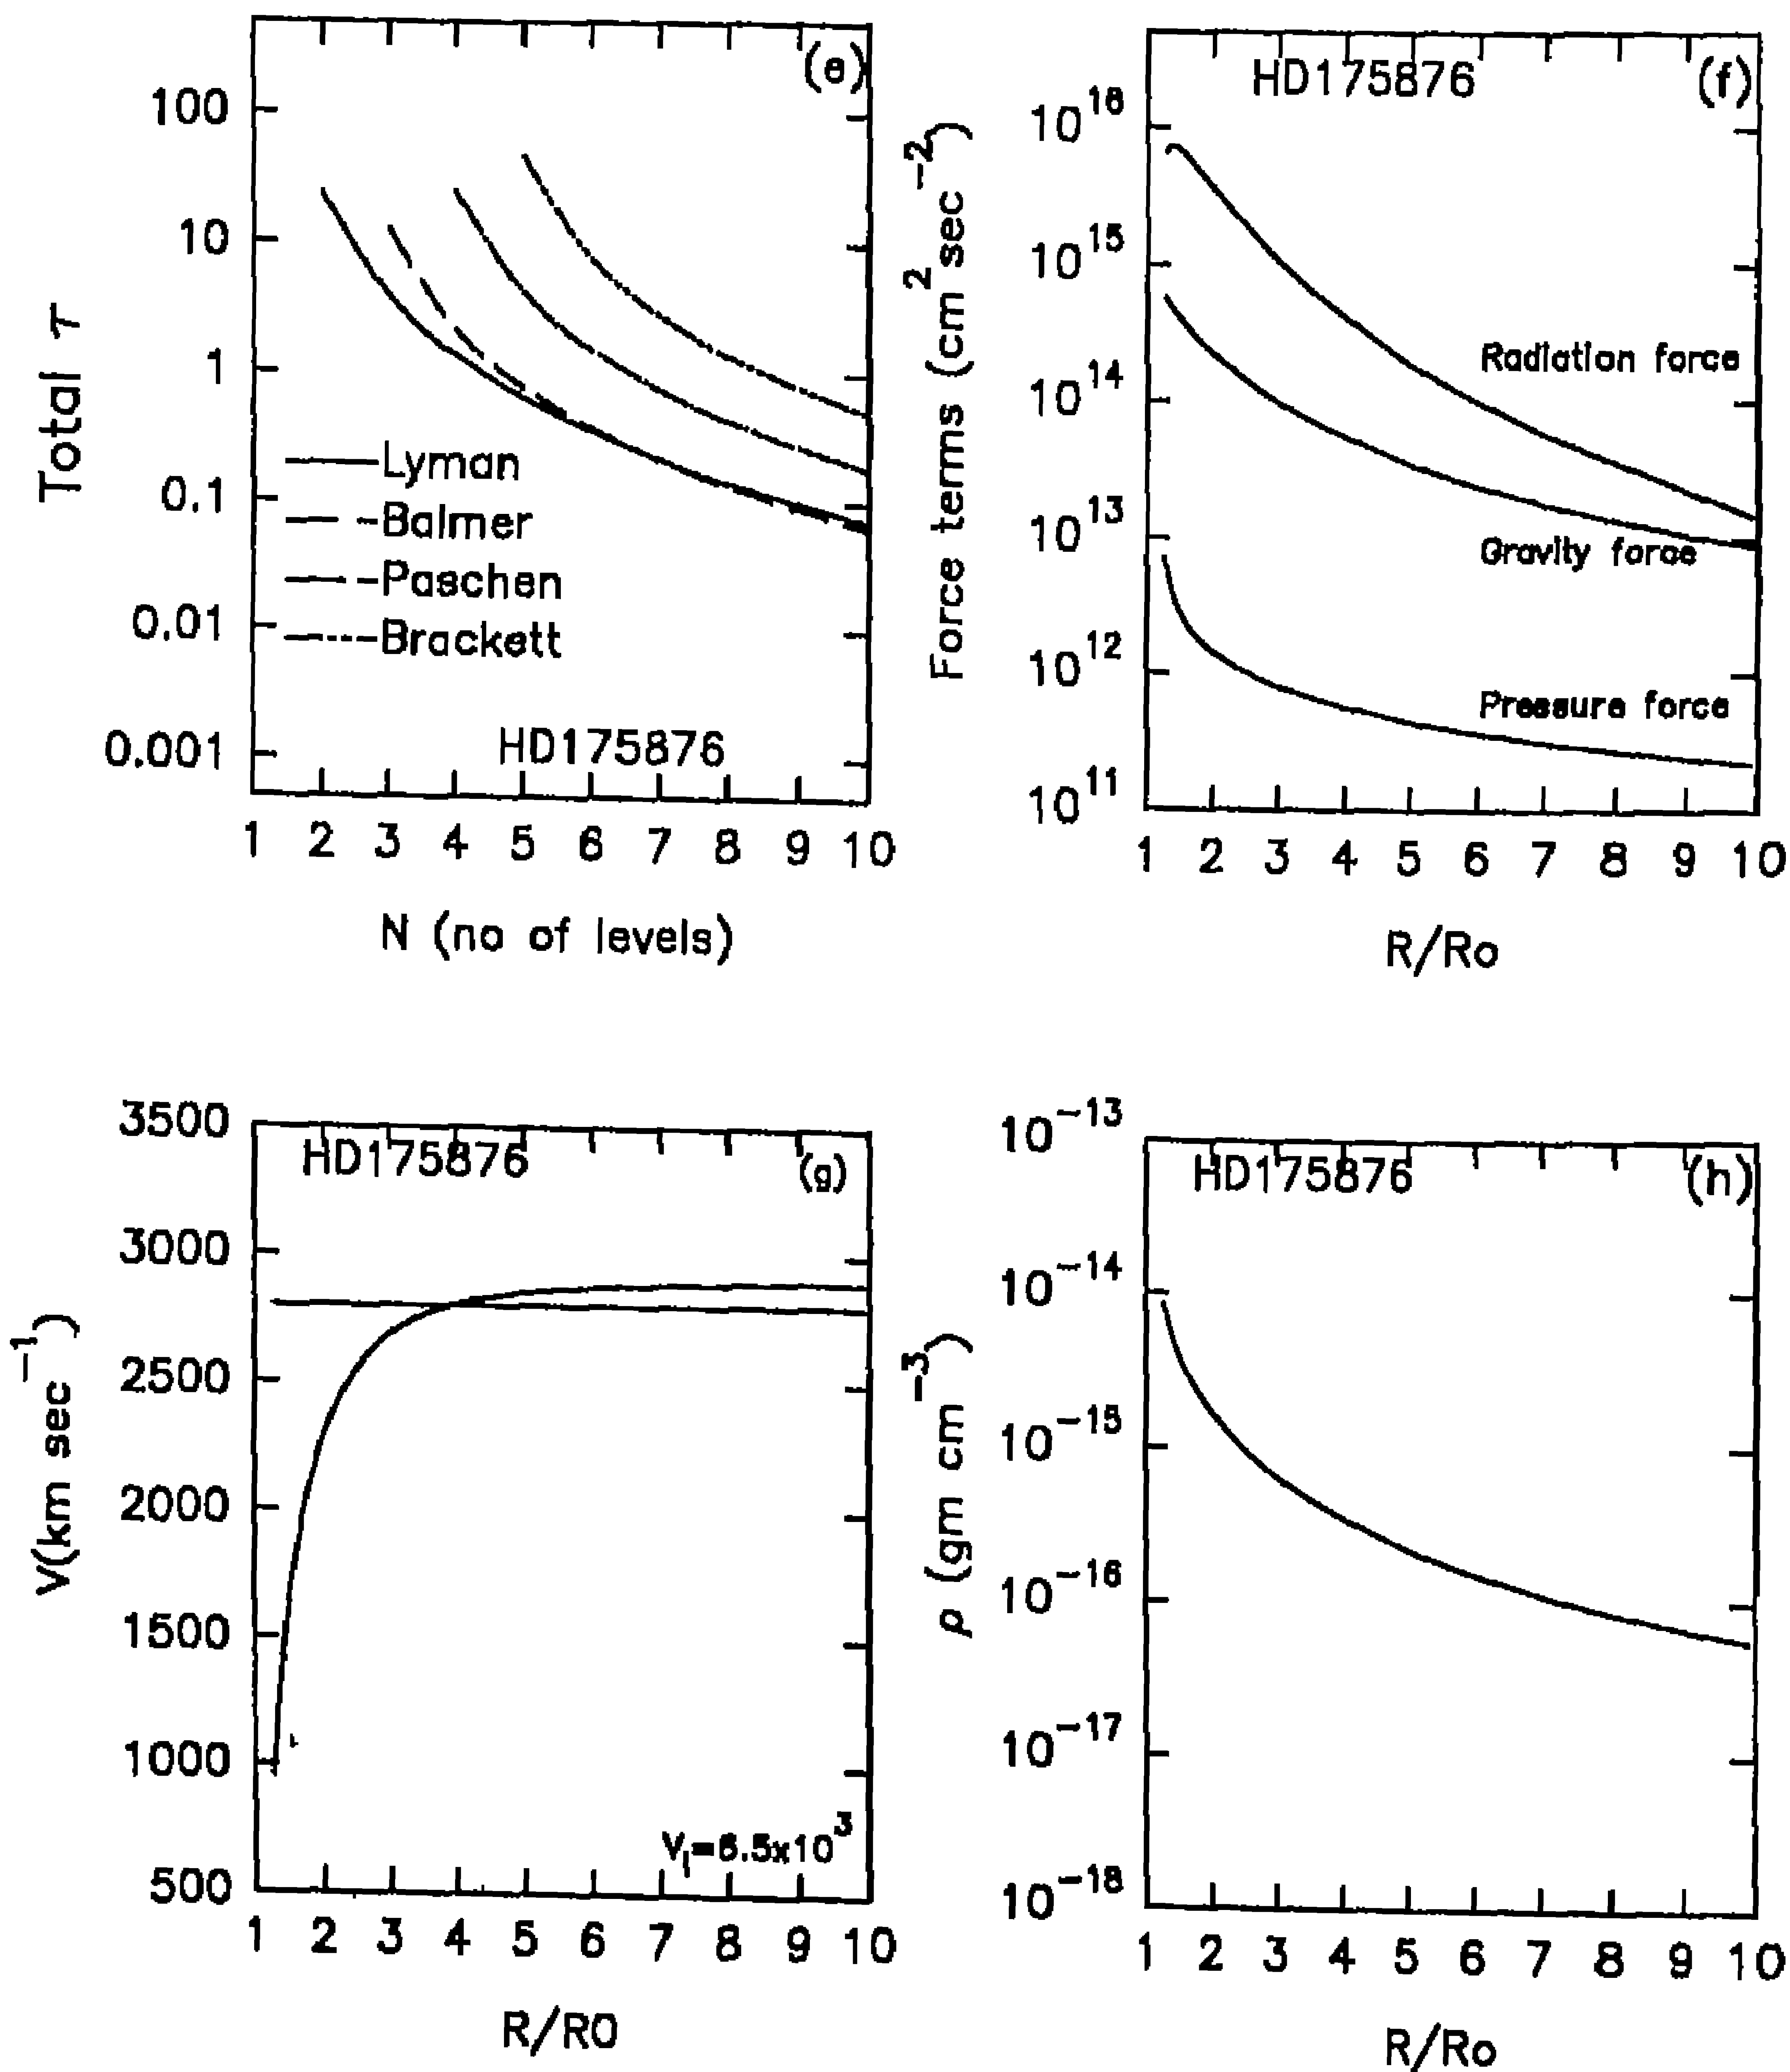 (e)
100
10
1
0.1
0.01
0.001
Total τ
Lyman
Balmer
Paschen
Brackett
HD175876
1 2 3 4 5 6 7 8 9 10
N (no of levels)
HD175876 (f)
10^16
10^15
10^14
10^13
10^12
10^11
Force terms (cm^2 sec^-2)
Radiation force
Gravity force
Pressure force
1 2 3 4 5 6 7 8 9 10
R/Ro
3500
3000
2500
2000
1500
1000
500
V(km sec^-1)
HD175876 (g)
1 2 3 4 5 6 7 8 9 10
R/R0
10^-13
10^-14
10^-15
10^-16
10^-17
10^-18
ρ (gm cm^-3)
HD175876 (h)
1 2 3 4 5 6 7 8 9 10
R/Ro